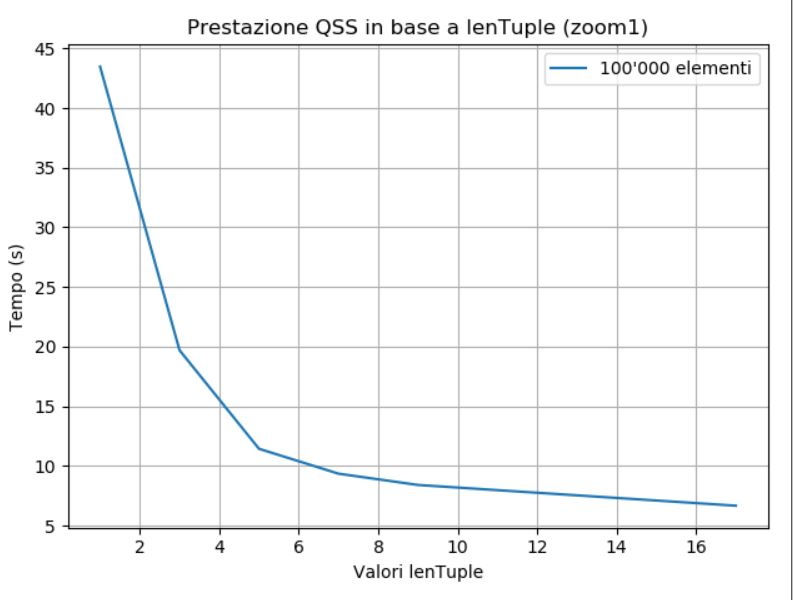 Prestazione QSS in base a lenTuple (zoom1)
100'000 elementi
45
40
35
30
25
20
15
10
5
Tempo (s)
2 4 6 8 10 12 14 16
Valori lenTuple